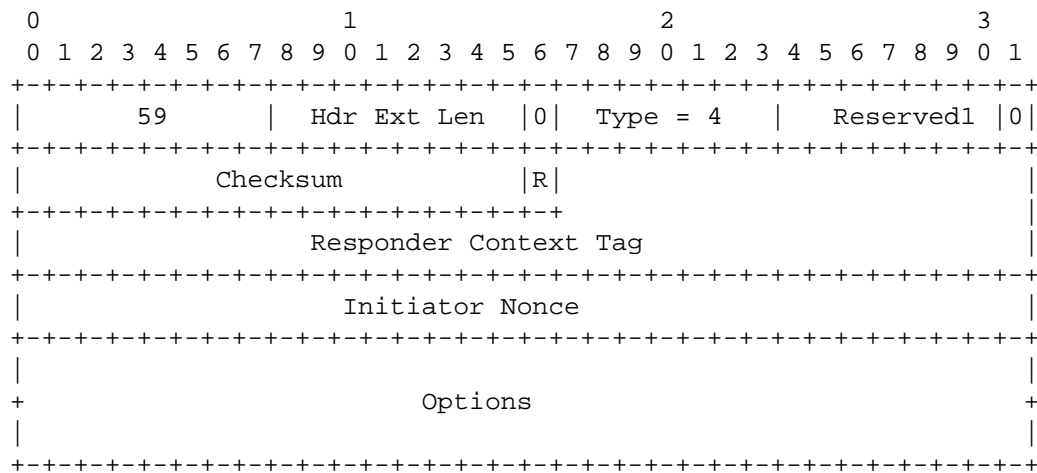 0                   1                   2                   3
 0 1 2 3 4 5 6 7 8 9 0 1 2 3 4 5 6 7 8 9 0 1 2 3 4 5 6 7 8 9 0 1
+-+-+-+-+-+-+-+-+-+-+-+-+-+-+-+-+-+-+-+-+-+-+-+-+-+-+-+-+-+-+-+-+
|       59      |  Hdr Ext Len  |0|  Type = 4   |   Reserved1 |0|
+-+-+-+-+-+-+-+-+-+-+-+-+-+-+-+-+-+-+-+-+-+-+-+-+-+-+-+-+-+-+-+-+
|            Checksum           |R|                             |
+-+-+-+-+-+-+-+-+-+-+-+-+-+-+-+-+-+                             |
|                  Responder Context Tag                        |
+-+-+-+-+-+-+-+-+-+-+-+-+-+-+-+-+-+-+-+-+-+-+-+-+-+-+-+-+-+-+-+-+
|                    Initiator Nonce                            |
+-+-+-+-+-+-+-+-+-+-+-+-+-+-+-+-+-+-+-+-+-+-+-+-+-+-+-+-+-+-+-+-+
|                                                               |
+                         Options                               +
|                                                               |
+-+-+-+-+-+-+-+-+-+-+-+-+-+-+-+-+-+-+-+-+-+-+-+-+-+-+-+-+-+-+-+-+